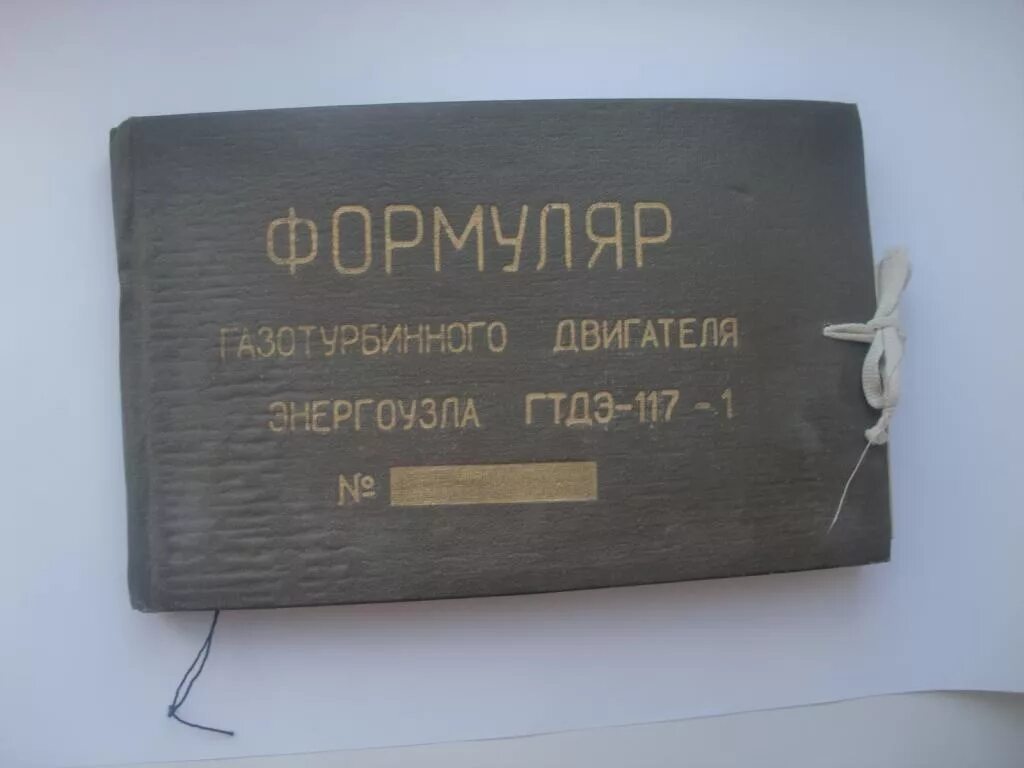 ФОРМУЛЯР
ГАЗОТУРБИННОГО ДВИГАТЕЛЯ
ЭНЕРГОУЗЛА ГТДЭ-117-1
№